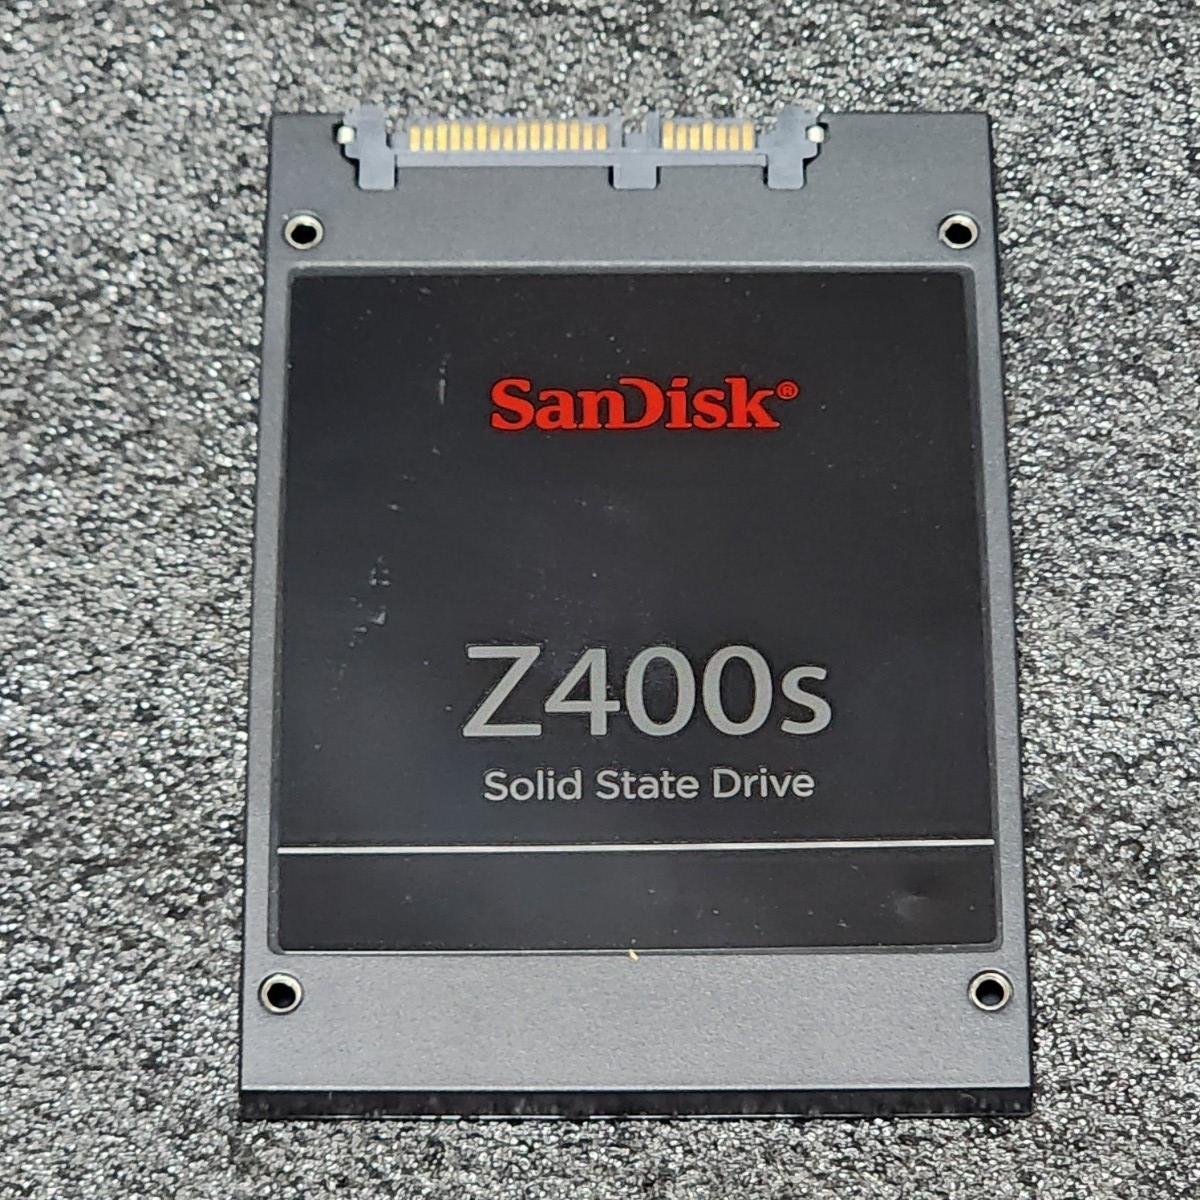 SanDisk®
Z400s
Solid State Drive